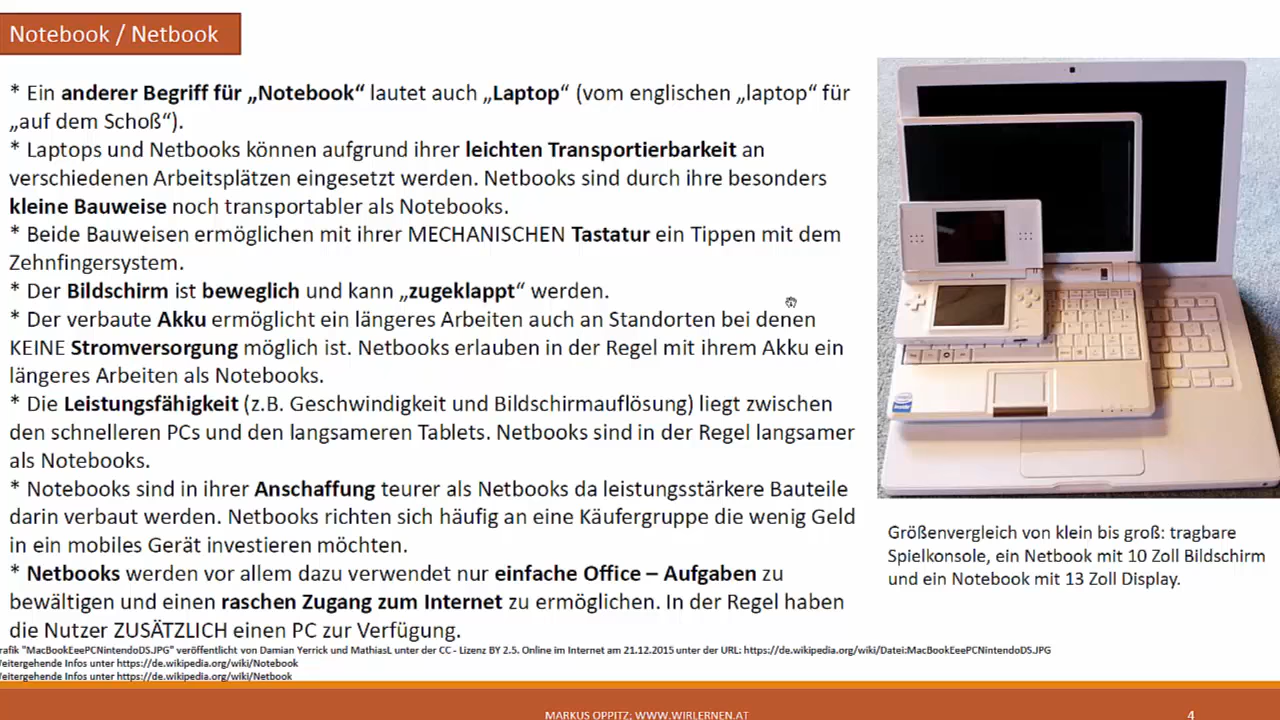 Notebook / Netbook
* Ein anderer Begriff für „Notebook“ lautet auch „Laptop“ (vom englischen „laptop“ für
„auf dem Schoß“).
* Laptops und Netbooks können aufgrund ihrer leichten Transportierbarkeit an
verschiedenen Arbeitsplätzen eingesetzt werden. Netbooks sind durch ihre besonders
kleine Bauweise noch transportabler als Notebooks.
* Beide Bauweisen ermöglichen mit ihrer MECHANISCHEN Tastatur ein Tippen mit dem
Zehnfingersystem.
* Der Bildschirm ist beweglich und kann „zugeklappt“ werden.
* Der verbaute Akku ermöglicht ein längeres Arbeiten auch an Standorten bei denen
KEINE Stromversorgung möglich ist. Netbooks erlauben in der Regel mit ihrem Akku ein
längeres Arbeiten als Notebooks.
* Die Leistungsfähigkeit (z.B. Geschwindigkeit und Bildschirmauflösung) liegt zwischen
den schnelleren PCs und den langsameren Tablets. Netbooks sind in der Regel langsamer
als Notebooks.
* Notebooks sind in ihrer Anschaffung teurer als Netbooks da leistungsstärkere Bauteile
darin verbaut werden. Netbooks richten sich häufig an eine Käufergruppe die wenig Geld
in ein mobiles Gerät investieren möchten.
* Netbooks werden vor allem dazu verwendet nur einfache Office – Aufgaben zu
bewältigen und einen raschen Zugang zum Internet zu ermöglichen. In der Regel haben
die Nutzer ZUSÄTZLICH einen PC zur Verfügung.
Größenvergleich von klein bis groß: tragbare
Spielkonsole, ein Netbook mit 10 Zoll Bildschirm
und ein Notebook mit 13 Zoll Display.
rafik "MacBookEeePCNintendoDS.JPG" veröffentlicht von Damian Yerrick und MathiasL unter der CC - Lizenz BY 2.5. Online im Internet am 21.12.2015 unter der URL: https://de.wikipedia.org/wiki/Datei:MacBookEeePCNintendoDS.JPG
eitergehende Infos unter https://de.wikipedia.org/wiki/Notebook
eitergehende Infos unter https://de.wikipedia.org/wiki/Netbook
MARKUS OPPITZ; WWW.WIRLERNEN.AT
4